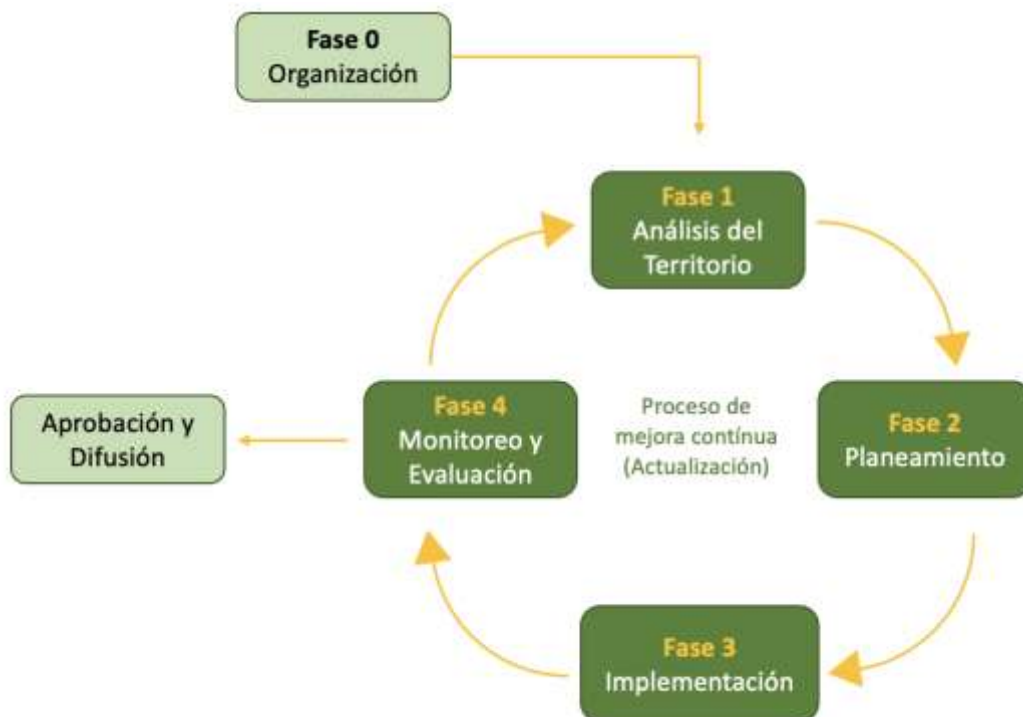 Fase 0
Organización
Fase 1
Análisis del
Territorio
Fase 2
Planeamiento
Fase 3
Implementación
Fase 4
Monitoreo y
Evaluación
Aprobación y
Difusión
Proceso de
mejora contínua
(Actualización)